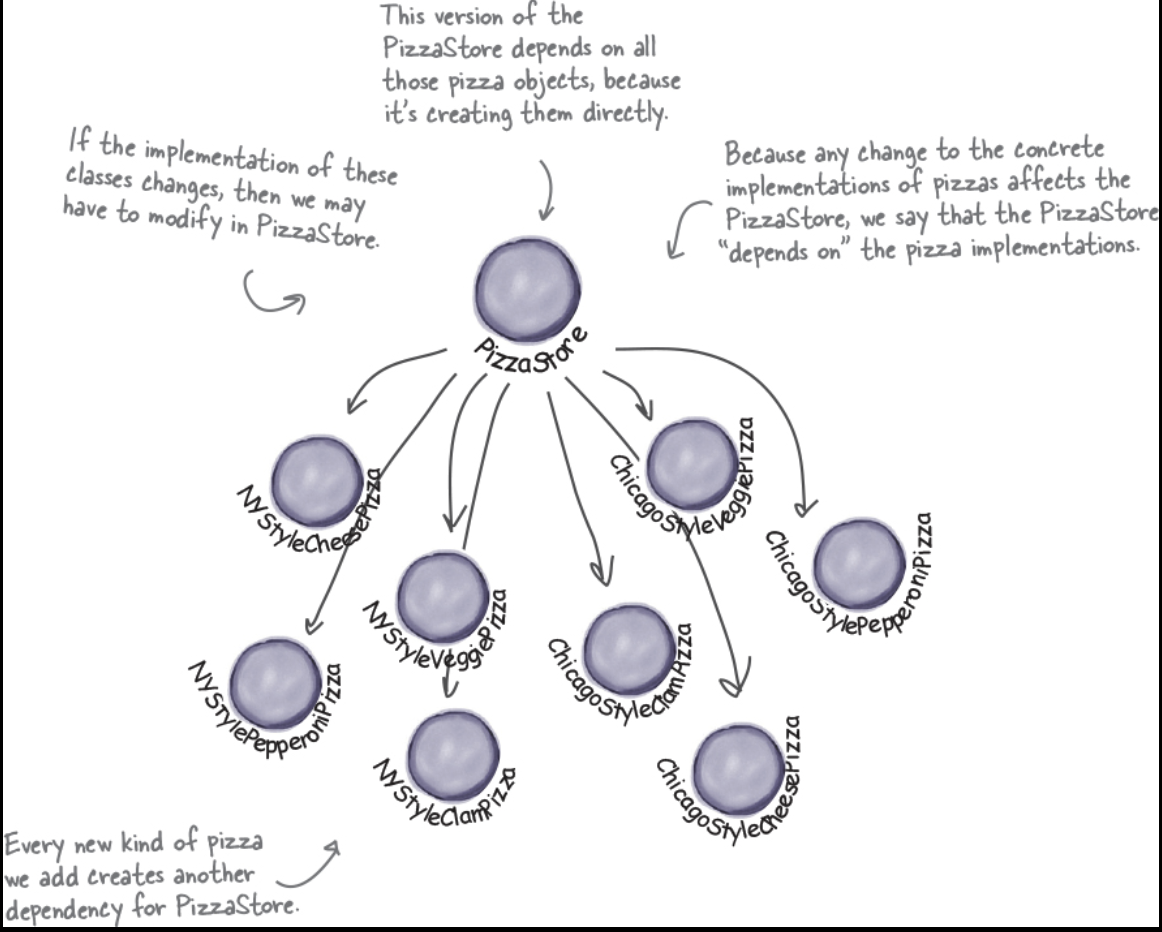 This version of the
PizzaStore depends on all
those pizza objects, because
it's creating them directly.
If the implementation of these
classes changes, then we may
have to modify in PizzaStore.
Because any change to the concrete
implementations of pizzas affects the
PizzaStore, we say that the PizzaStore
“depends on” the pizza implementations.
PizzaStore
NYStyleCheesePizza
ChicagoStyleVeggiePizza
ChicagoStylePepperoniPizza
NYStyleVeggiePizza
ChicagoStyleClamPizza
NYStylePepperoniPizza
NYStyleClamPizza
ChicagoStyleCheesePizza
Every new kind of pizza
we add creates another
dependency for PizzaStore.